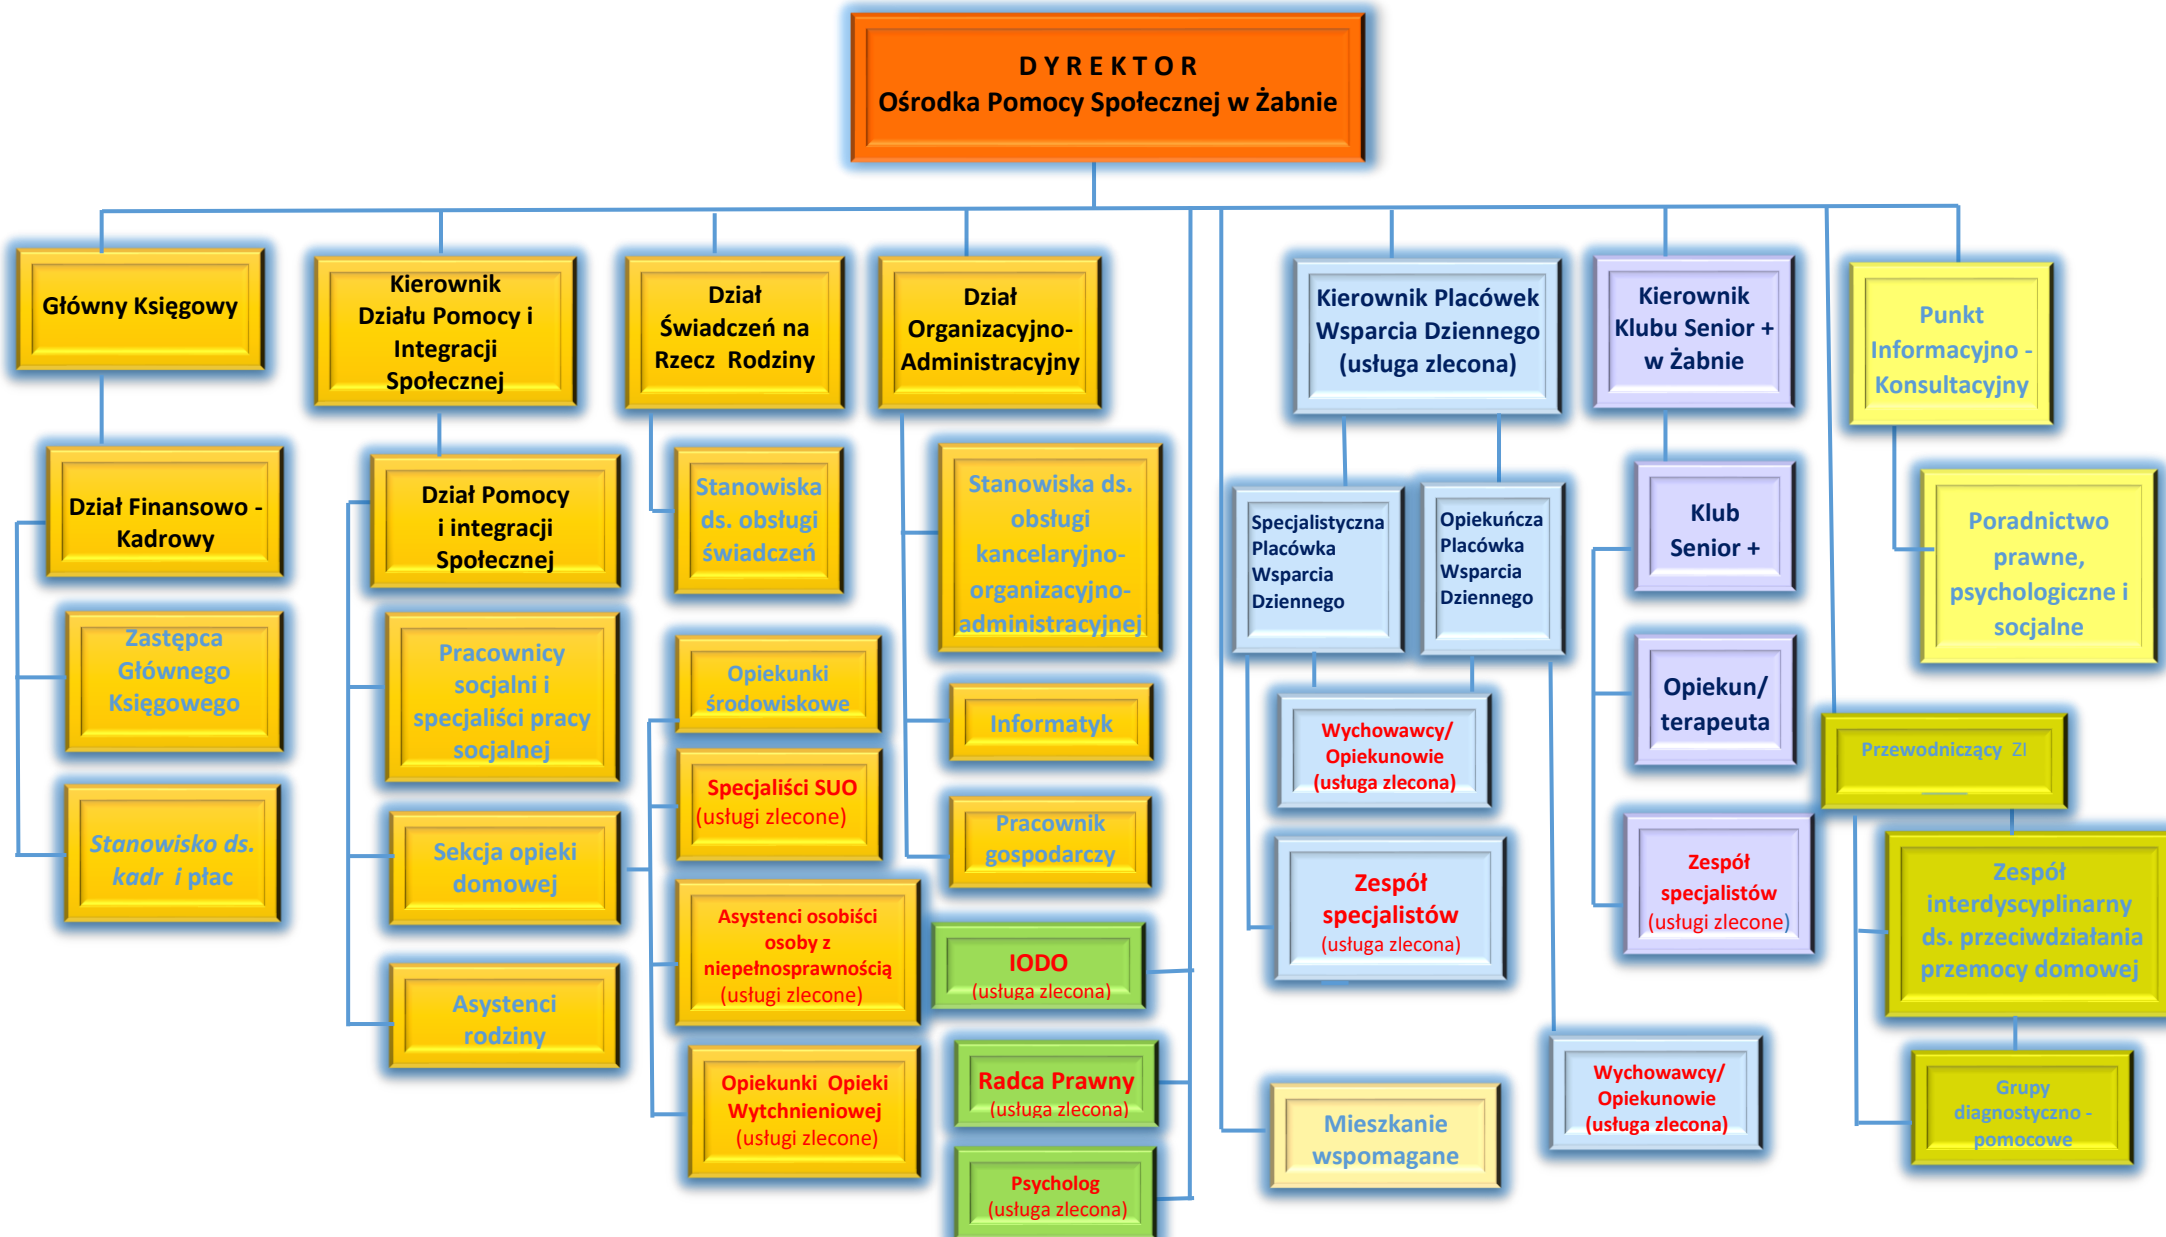 D Y R E K T O R
Ośrodka Pomocy Społecznej w Żabnie
Główny Księgowy
Kierownik
Działu Pomocy i
Integracji
Społecznej
Dział
Świadczeń na
Rzecz Rodziny
Dział
Organizacyjno-
Administracyjny
Kierownik Placówek
Wsparcia Dziennego
(usługa zlecona)
Kierownik
Klubu Senior +
w Żabnie
Punkt
Informacyjno -
Konsultacyjny
Dział Finansowo -
Kadrowy
Zastępca
Głównego
Księgowego
Stanowisko ds.
kadr i płac
Dział Pomocy
i integracji
Społecznej
Pracownicy
socjalni i
specjaliści pracy
socjalnej
Sekcja opieki
domowej
Asystenci
rodziny
Stanowiska
ds. obsługi
świadczeń
Opiekunki
środowiskowe
Specjaliści SUO
(usługi zlecone)
Asystenci osobiści
osoby z
niepełnosprawnością
(usługi zlecone)
Opiekunki Opieki
Wytchnieniowej
(usługi zlecone)
Stanowiska ds.
obsługi
kancelaryjno-
organizacyjno-
administracyjnej
Informatyk
Pracownik
gospodarczy
IODO
(usługa zlecona)
Radca Prawny
(usługa zlecona)
Psycholog
(usługa zlecona)
Specjalistyczna
Placówka
Wsparcia
Dziennego
Opiekuńcza
Placówka
Wsparcia
Dziennego
Wychowawcy/
Opiekunowie
(usługa zlecona)
Zespół
specjalistów
(usługa zlecona)
Mieszkanie
wspomagane
Wychowawcy/
Opiekunowie
(usługa zlecona)
Klub
Senior +
Opiekun/
terapeuta
Zespół
specjalistów
(usługi zlecone)
Poradnictwo
prawne,
psychologiczne i
socjalne
Przewodniczący ZI
Zespół
interdyscyplinarny
ds. przeciwdziałania
przemocy domowej
Grupy
diagnostyczno -
pomocowe